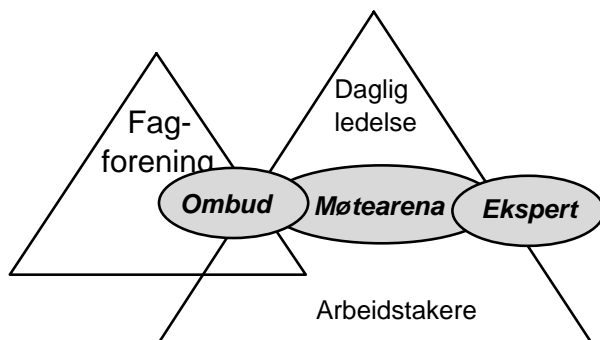 Daglig
ledelse
Fag-
forening
Ombud
Møtearena
Ekspert
Arbeidstakere